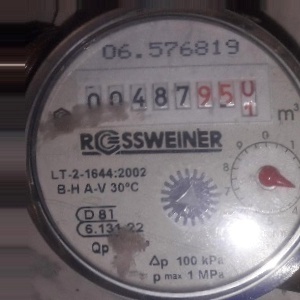 06.576819
00487950
m³
ROSSWEINER
LT-2-1644:2002
B-H A-V 30°C
D 81
6.131.22
Qp
Δp 100 kPa
p max 1 MPa